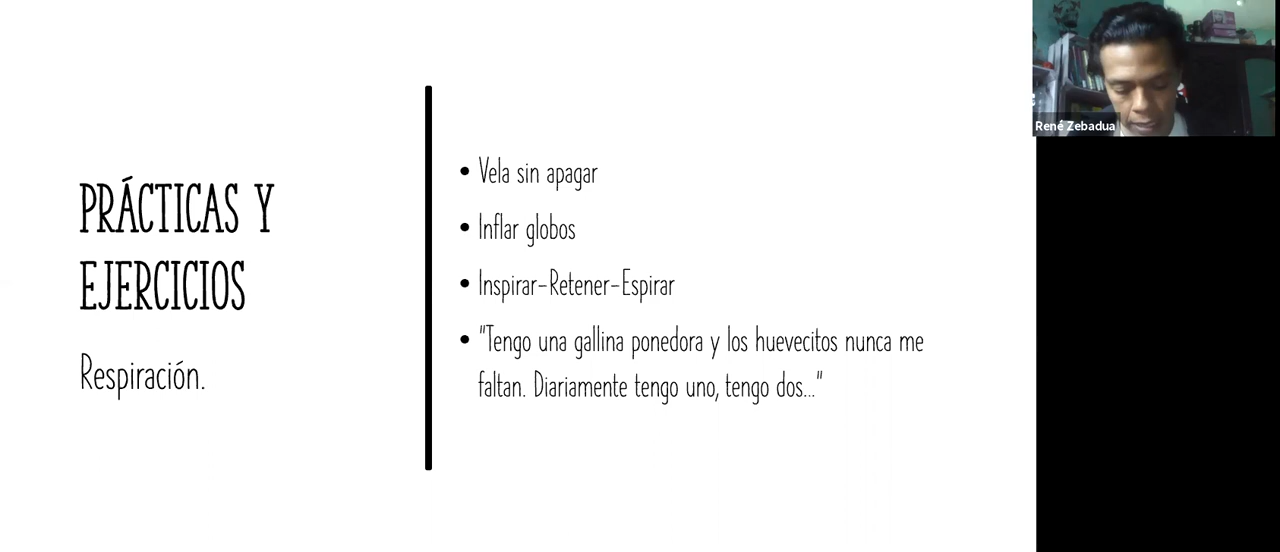 PRÁCTICAS Y
EJERCICIOS
Respiración.
• Vela sin apagar
• Inflar globos
• Inspirar-Retener-Espirar
• "Tengo una gallina ponedora y los huevecitos nunca me
faltan. Diariamente tengo uno, tengo dos..."
René Zebadua